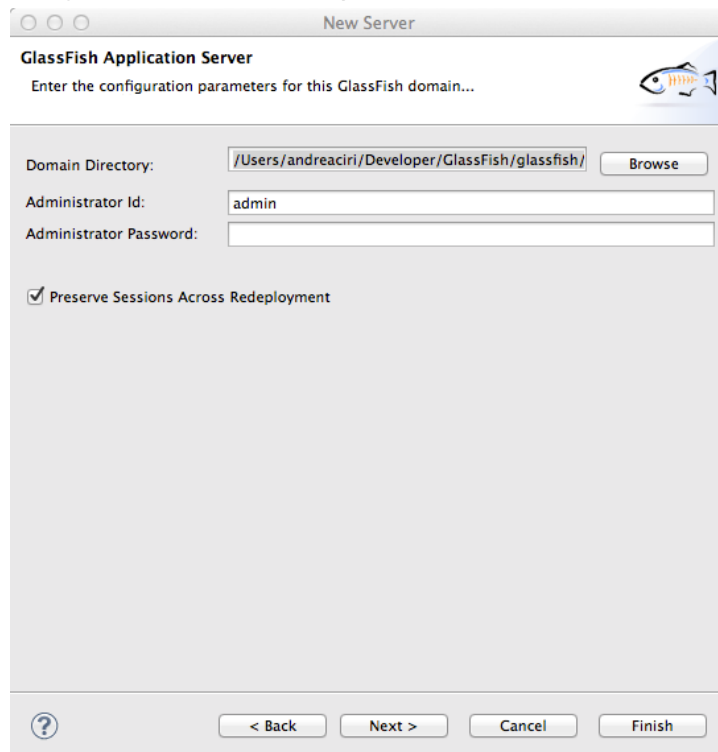 New Server
GlassFish Application Server
Enter the configuration parameters for this GlassFish domain...
Domain Directory: /Users/andreaciri/Developer/GlassFish/glassfish/ Browse
Administrator Id: admin
Administrator Password:
Preserve Sessions Across Redeployment
? < Back Next > Cancel Finish